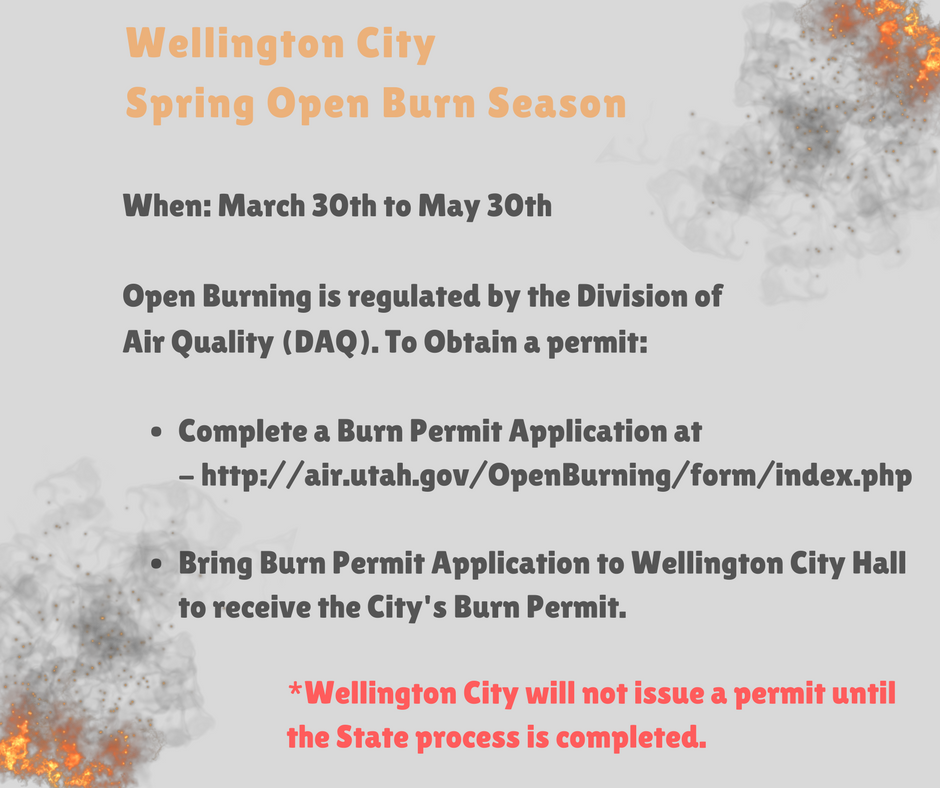 Wellington City
Spring Open Burn Season
When: March 30th to May 30th
Open Burning is regulated by the Division of
Air Quality (DAQ). To Obtain a permit:
• Complete a Burn Permit Application at
– http://air.utah.gov/OpenBurning/form/index.php
• Bring Burn Permit Application to Wellington City Hall
to receive the City's Burn Permit.
*Wellington City will not issue a permit until
the State process is completed.